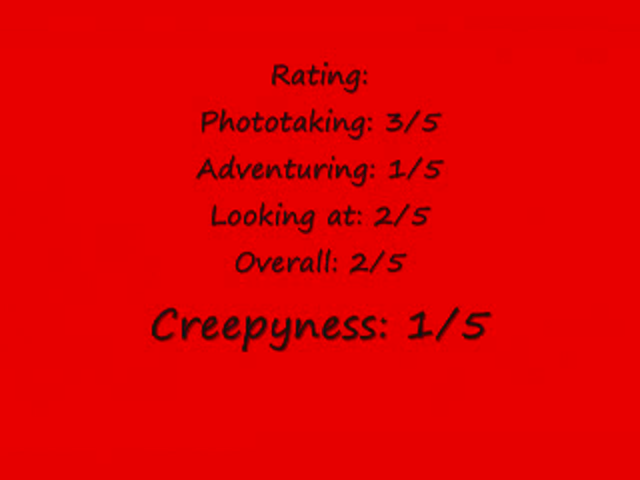 Rating:
Phototaking: 3/5
Adventuring: 1/5
Looking at: 2/5
Overall: 2/5
Creepyness: 1/5